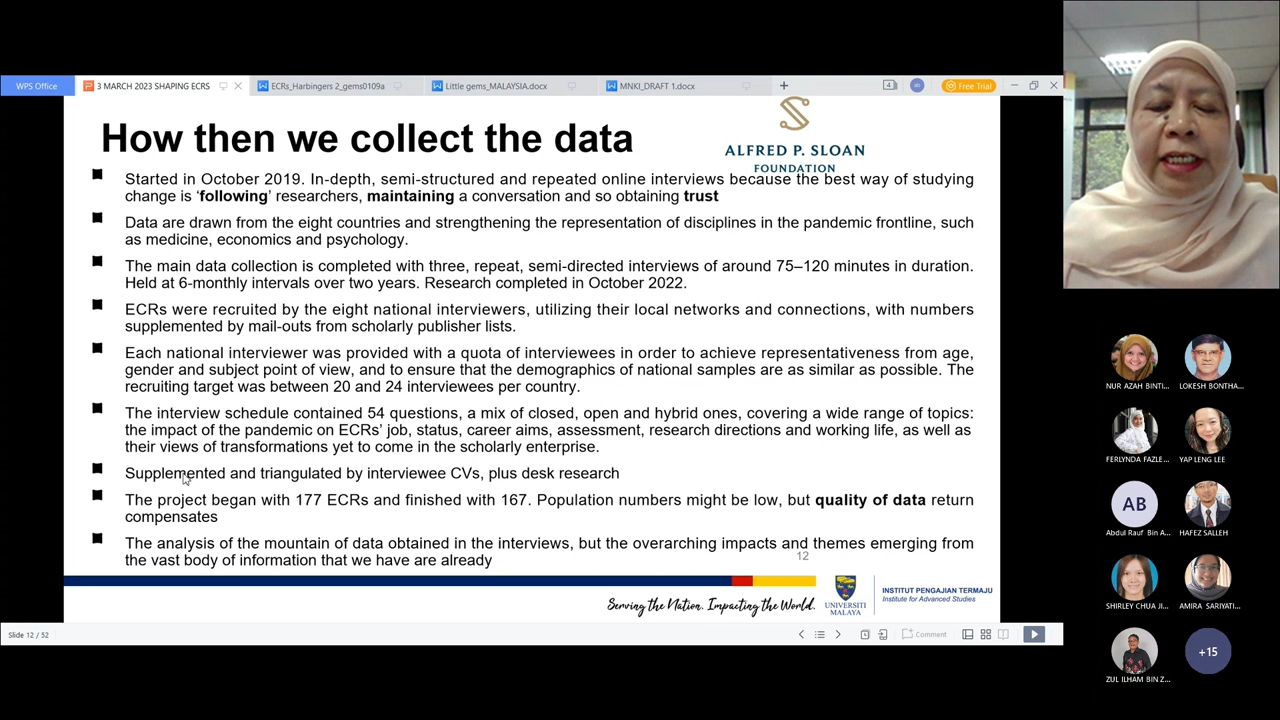 WPS Office
3 MARCH 2023 SHAPING ECRS
ECRs_Harbingers 2_gems0109a
Little gems_MALAYSIA.docx
MNKI_DRAFT 1.docx
Free Trial
How then we collect the data
ALFRED P. SLOAN
FOUNDATION
Started in October 2019. In-depth, semi-structured and repeated online interviews because the best way of studying
change is ‘following’ researchers, maintaining a conversation and so obtaining trust
Data are drawn from the eight countries and strengthening the representation of disciplines in the pandemic frontline, such
as medicine, economics and psychology.
The main data collection is completed with three, repeat, semi-directed interviews of around 75–120 minutes in duration.
Held at 6-monthly intervals over two years. Research completed in October 2022.
ECRs were recruited by the eight national interviewers, utilizing their local networks and connections, with numbers
supplemented by mail-outs from scholarly publisher lists.
Each national interviewer was provided with a quota of interviewees in order to achieve representativeness from age,
gender and subject point of view, and to ensure that the demographics of national samples are as similar as possible. The
recruiting target was between 20 and 24 interviewees per country.
The interview schedule contained 54 questions, a mix of closed, open and hybrid ones, covering a wide range of topics:
the impact of the pandemic on ECRs’ job, status, career aims, assessment, research directions and working life, as well as
their views of transformations yet to come in the scholarly enterprise.
Supplemented and triangulated by interviewee CVs, plus desk research
The project began with 177 ECRs and finished with 167. Population numbers might be low, but quality of data return
compensates
The analysis of the mountain of data obtained in the interviews, but the overarching impacts and themes emerging from
the vast body of information that we have are already
12
Serving the Nation. Impacting the World.
UNIVERSITI
MALAYA
INSTITUT PENGAJIAN TERMAJU
Institute for Advanced Studies
Slide 12 / 52
Comment
NUR AZAH BINTI...
LOKESH BONTHA...
FERLYNDA FAZLE...
YAP LENG LEE
AB
Abdul Rauf Bin A...
HAFEZ SALLEH
SHIRLEY CHUA JI...
AMIRA SARIYATI...
ZUL ILHAM BIN Z...
+15